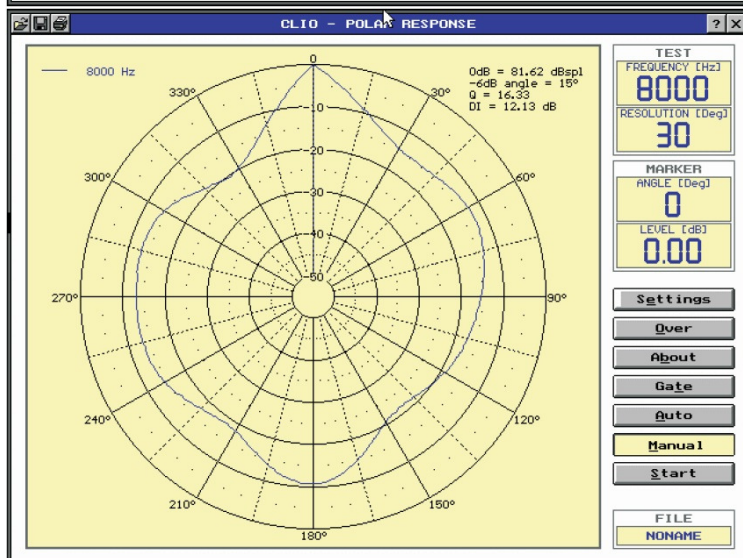 CLIO - POLAR RESPONSE
? X
8000 Hz
0dB = 81.62 dBspl
-6dB angle = 15°
Q = 16.33
DI = 12.13 dB
0
30°
60°
90°
120°
150°
180°
210°
240°
270°
300°
330°
-10
-20
-30
-40
-50
TEST
FREQUENCY [Hz]
8000
RESOLUTION [Deg]
30
MARKER
ANGLE [Deg]
0
LEVEL [dB]
0.00
Settings
Over
About
Gate
Auto
Manual
Start
FILE
NONAME